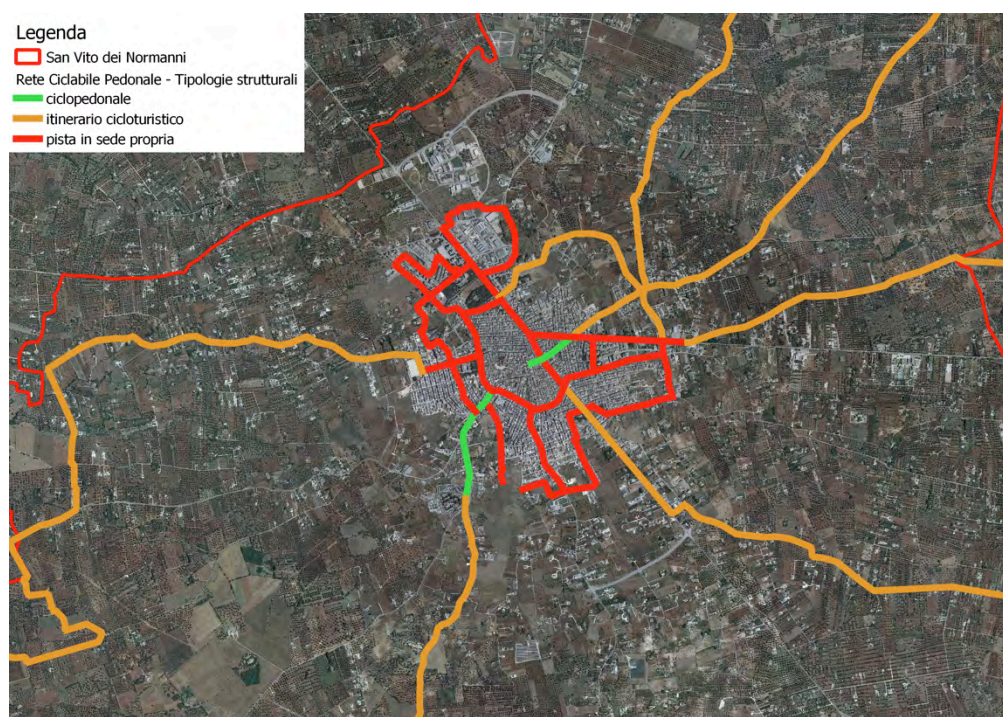 Legenda
San Vito dei Normanni
Rete Ciclabile Pedonale - Tipologie strutturali
ciclopedonale
itinerario cicloturistico
pista in sede propria